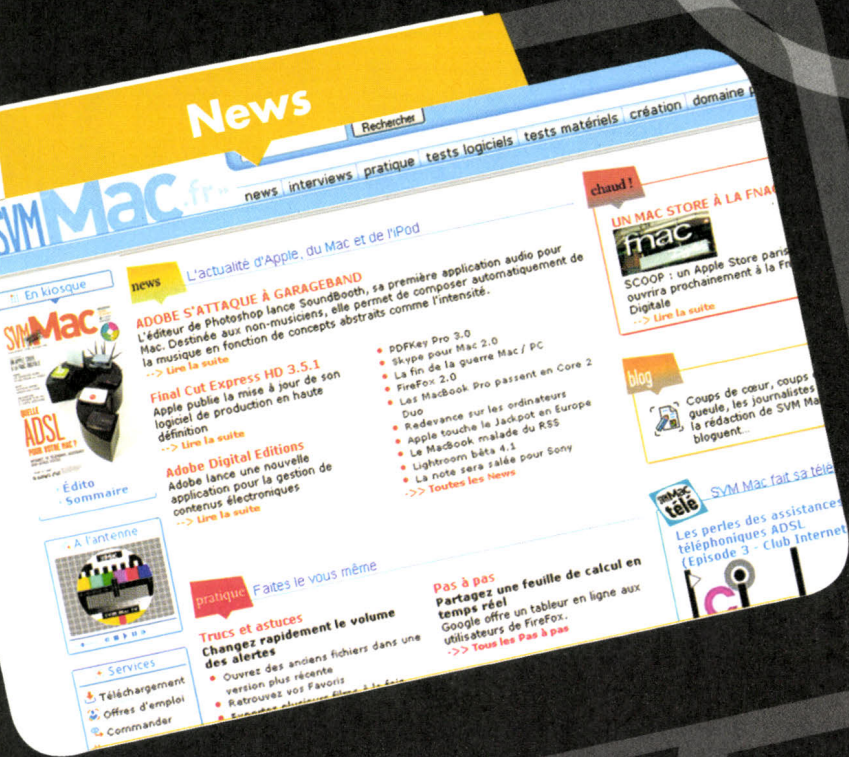 News
Rechercher
SVMMac.fr
news interviews pratique tests logiciels tests matériels création domaine
En kiosque
SVMMac
ADSL
POUR VOTRE MAC ?
Édito
Sommaire
A l'antenne
Services
Téléchargement
Offres d'emploi
Commander
news
L'actualité d'Apple, du Mac et de l'iPod
ADOBE S'ATTAQUE À GARAGEBAND
L'éditeur de Photoshop lance SoundBooth, sa première application audio pour
Mac. Destinée aux non-musiciens, elle permet de composer automatiquement de
la musique en fonction de concepts abstraits comme l'intensité.
--> Lire la suite
Final Cut Express HD 3.5.1
Apple publie la mise à jour de son
logiciel de production en haute
définition
--> Lire la suite
Adobe Digital Editions
Adobe lance une nouvelle
application pour la gestion de
contenus électroniques
--> Lire la suite
PDFKey Pro 3.0
Skype pour Mac 2.0
La fin de la guerre Mac / PC
FireFox 2.0
Les MacBook Pro passent en Core 2
Duo
Redevance sur les ordinateurs
Apple touche le Jackpot en Europe
Le MacBook malade du RSS
Lightroom bêta 4.1
La note sera salée pour Sony
->> Toutes les News
pratique
Faites le vous même
Trucs et astuces
Changez rapidement le volume
des alertes
Ouvrez des anciens fichiers dans une
version plus récente
Retrouvez vos Favoris
Pas à pas
Partagez une feuille de calcul en
temps réel
Google offre un tableur en ligne aux
utilisateurs de FireFox.
->> Tous les Pas à pas
chaud !
UN MAC STORE À LA FNAC
fnac
SCOOP : un Apple Store paris
ouvrira prochainement à la Fn
Digitale
--> Lire la suite
blog
Coups de cœur, coups
gueule, les journalistes
la rédaction de SVM Ma
bloguent...
télé
SVM Mac fait sa télé
Les perles des assistances
téléphoniques ADSL
(Episode 3 - Club Internet